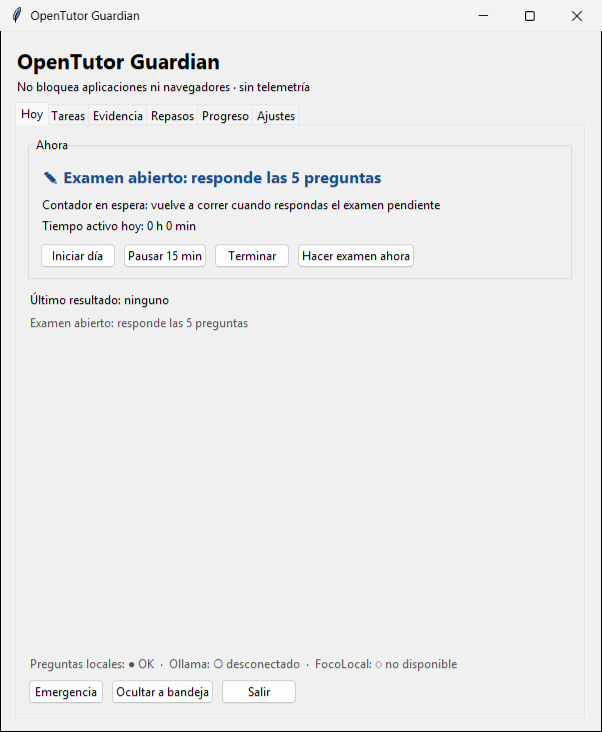 OpenTutor Guardian
OpenTutor Guardian
No bloquea aplicaciones ni navegadores · sin telemetría
Hoy Tareas Evidencia Repasos Progreso Ajustes
Ahora
✎ Examen abierto: responde las 5 preguntas
Contador en espera: vuelve a correr cuando respondas el examen pendiente
Tiempo activo hoy: 0 h 0 min
Iniciar día Pausar 15 min Terminar Hacer examen ahora
Último resultado: ninguno
Examen abierto: responde las 5 preguntas
Preguntas locales: ● OK · Ollama: ○ desconectado · FocoLocal: ○ no disponible
Emergencia Ocultar a bandeja Salir